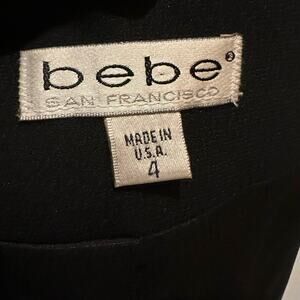 bebe®
SAN FRANCISCO
MADE IN
U.S.A.
4